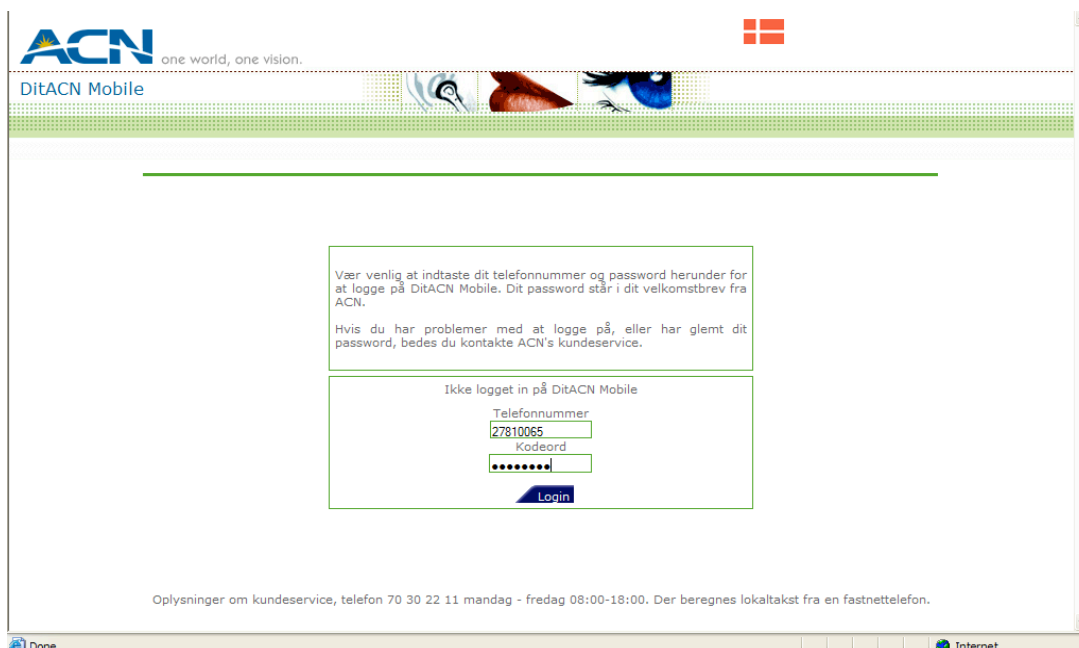 ACN one world, one vision.
DitACN Mobile
Vær venlig at indtaste dit telefonnummer og password herunder for
at logge på DitACN Mobile. Dit password står i dit velkomstbrev fra
ACN.
Hvis du har problemer med at logge på, eller har glemt dit
password, bedes du kontakte ACN's kundeservice.
Ikke logget in på DitACN Mobile
Telefonnummer
27810065
Kodeord
••••••••
Login
Oplysninger om kundeservice, telefon 70 30 22 11 mandag - fredag 08:00-18:00. Der beregnes lokaltakst fra en fastnettelefon.
Done
Internet